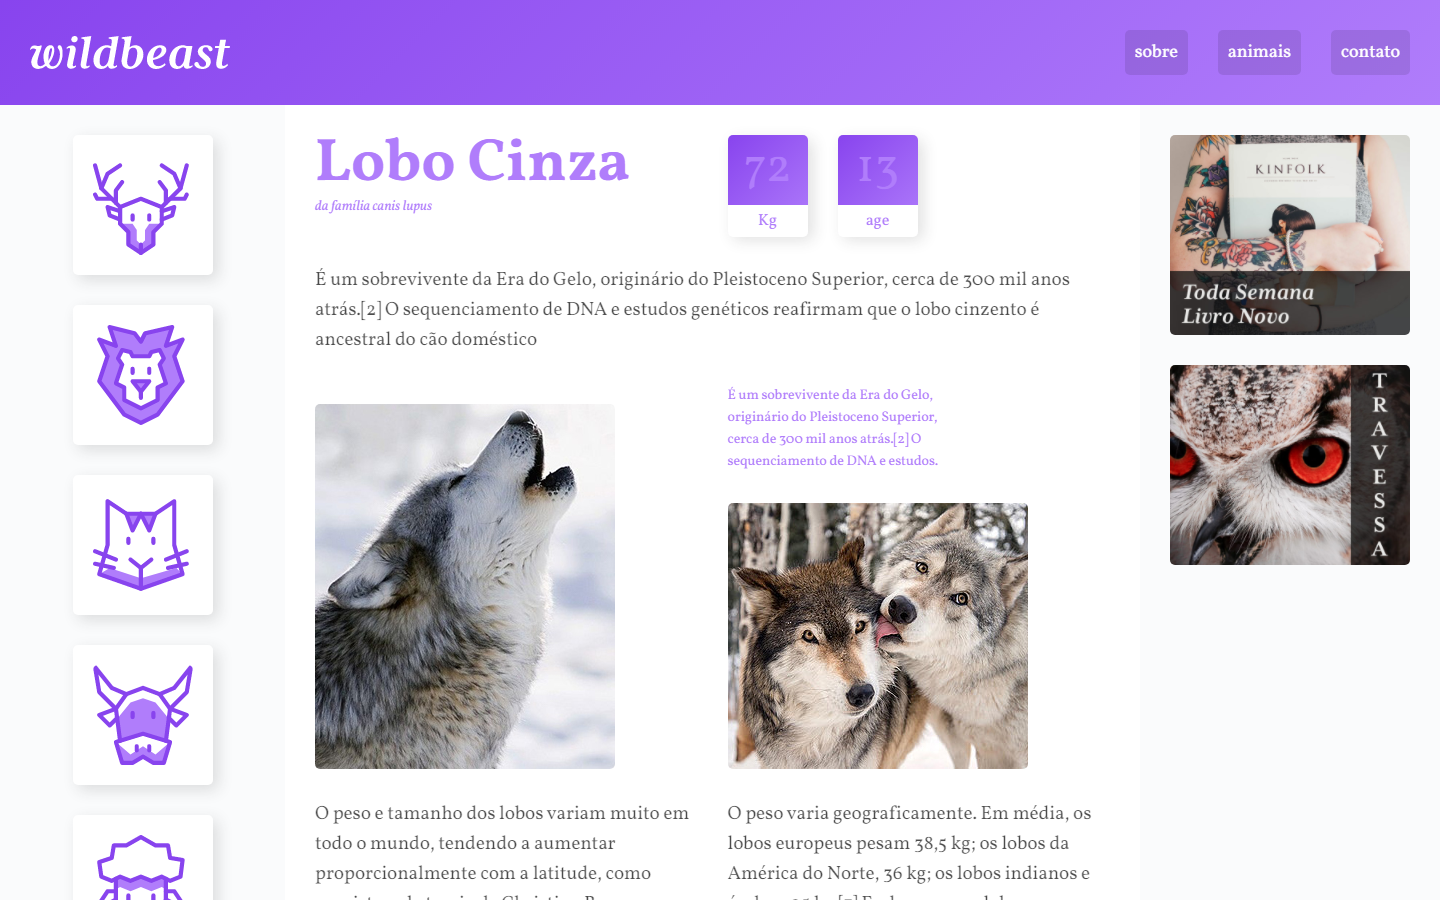 wildbeast
sobre
animais
contato
Lobo Cinza
da família canis lupus
72
Kg
13
age
É um sobrevivente da Era do Gelo, originário do Pleistoceno Superior, cerca de 300 mil anos
atrás.[2] O sequenciamento de DNA e estudos genéticos reafirmam que o lobo cinzento é
ancestral do cão doméstico
É um sobrevivente da Era do Gelo,
originário do Pleistoceno Superior,
cerca de 300 mil anos atrás.[2] O
sequenciamento de DNA e estudos.
O peso e tamanho dos lobos variam muito em
todo o mundo, tendendo a aumentar
proporcionalmente com a latitude, como
O peso varia geograficamente. Em média, os
lobos europeus pesam 38,5 kg; os lobos da
América do Norte, 36 kg; os lobos indianos e
KINFOLK
Toda Semana
Livro Novo
TRAVESSA